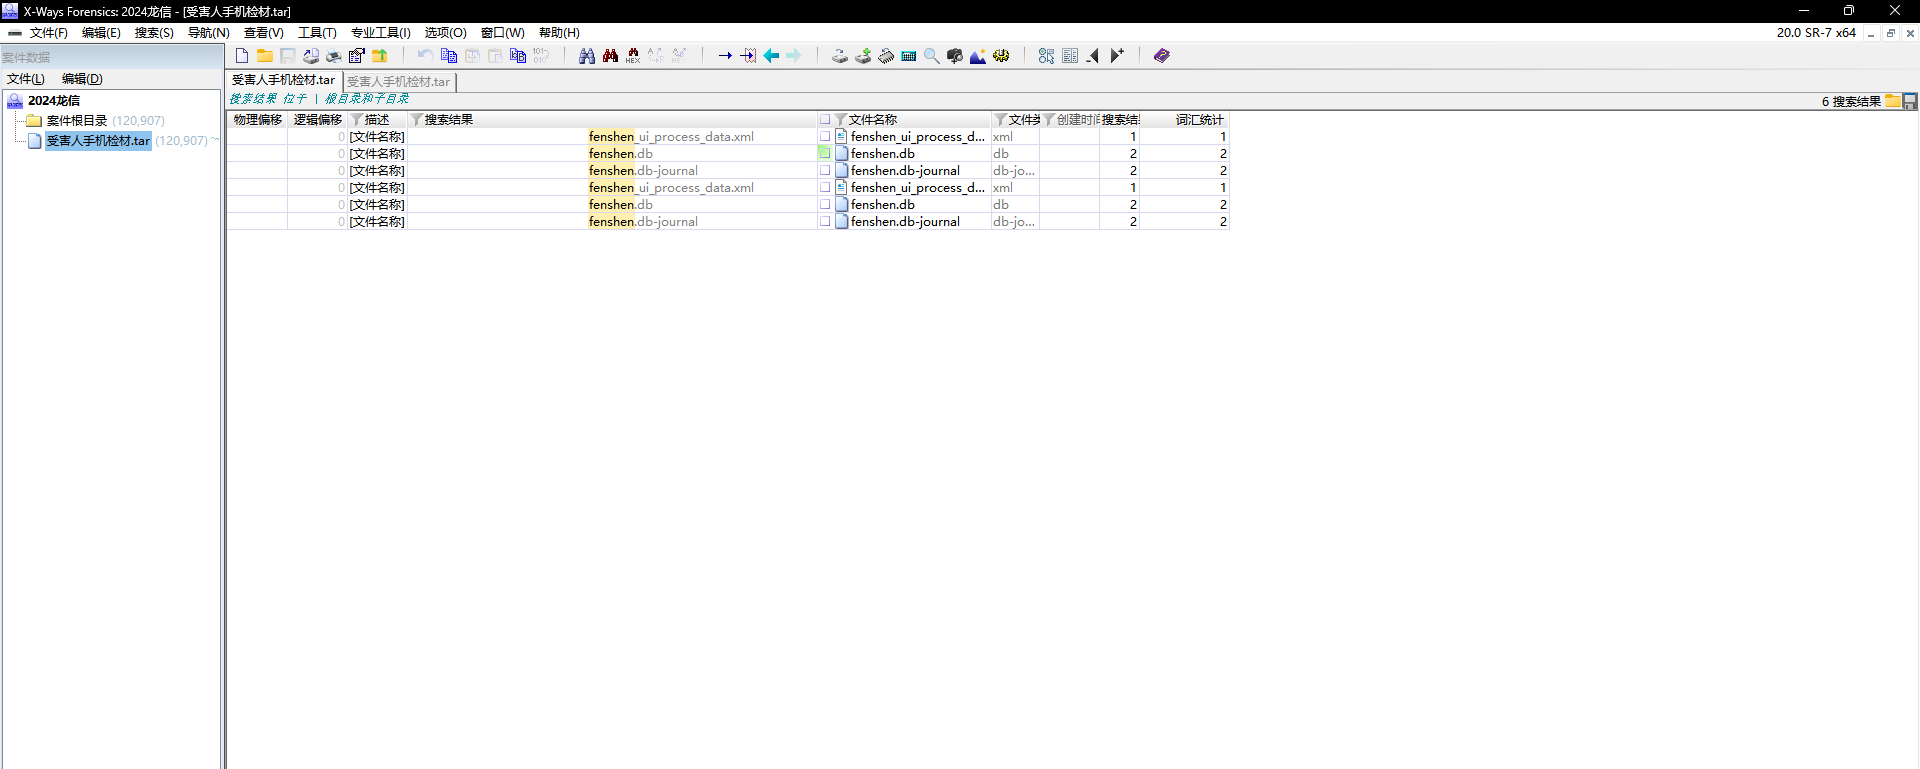 X-Ways Forensics: 2024龙信 - [受害人手机检材.tar]
文件(F) 编辑(E) 搜索(S) 导航(N) 查看(V) 工具(T) 专业工具(I) 选项(O) 窗口(W) 帮助(H) 20.0 SR-7 x64
案件数据
文件(L) 编辑(D)
2024龙信
案件根目录 (120,907)
受害人手机检材.tar (120,907)
受害人手机检材.tar 受害人手机检材.tar
搜索结果 位于 | 根目录和子目录 6 搜索结果
物理偏移 逻辑偏移 描述 搜索结果 文件名称 文件类 创建时间 搜索结 词汇统计
0 [文件名称] fenshen_ui_process_data.xml fenshen_ui_process_d... xml 1 1
0 [文件名称] fenshen.db fenshen.db db 2 2
0 [文件名称] fenshen.db-journal fenshen.db-journal db-jo... 2 2
0 [文件名称] fenshen_ui_process_data.xml fenshen_ui_process_d... xml 1 1
0 [文件名称] fenshen.db fenshen.db db 2 2
0 [文件名称] fenshen.db-journal fenshen.db-journal db-jo... 2 2